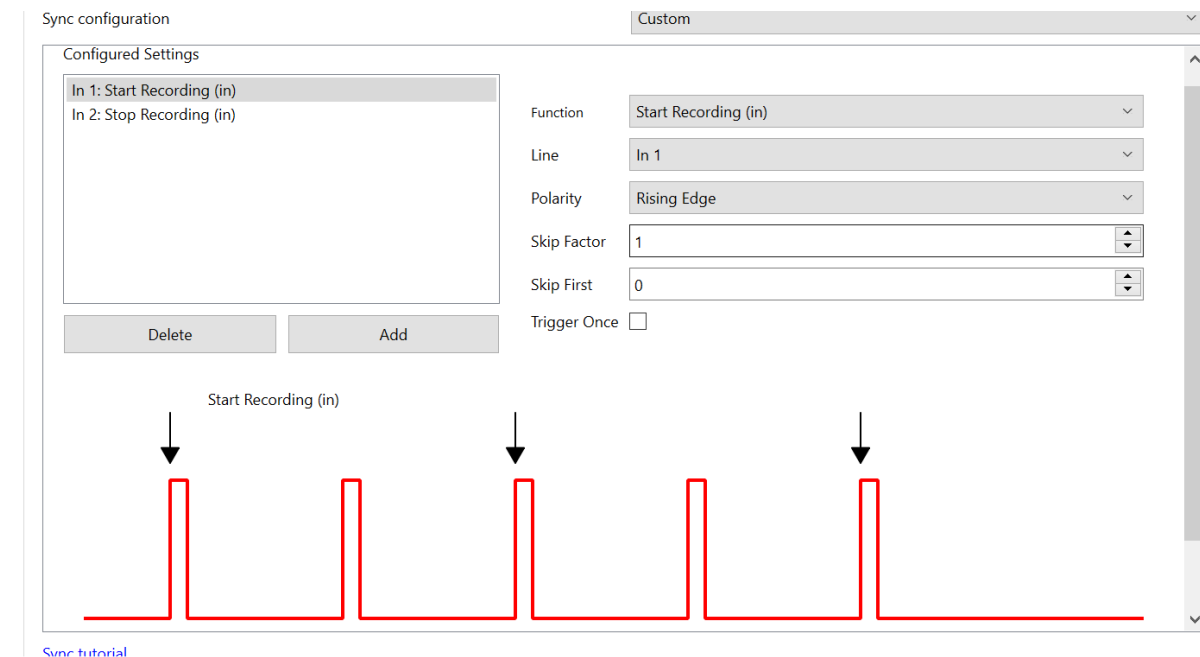 Sync configuration
Custom
Configured Settings
In 1: Start Recording (in)
In 2: Stop Recording (in)
Function
Start Recording (in)
Line
In 1
Polarity
Rising Edge
Skip Factor
1
Skip First
0
Trigger Once
Delete
Add
Start Recording (in)
Sync tutorial